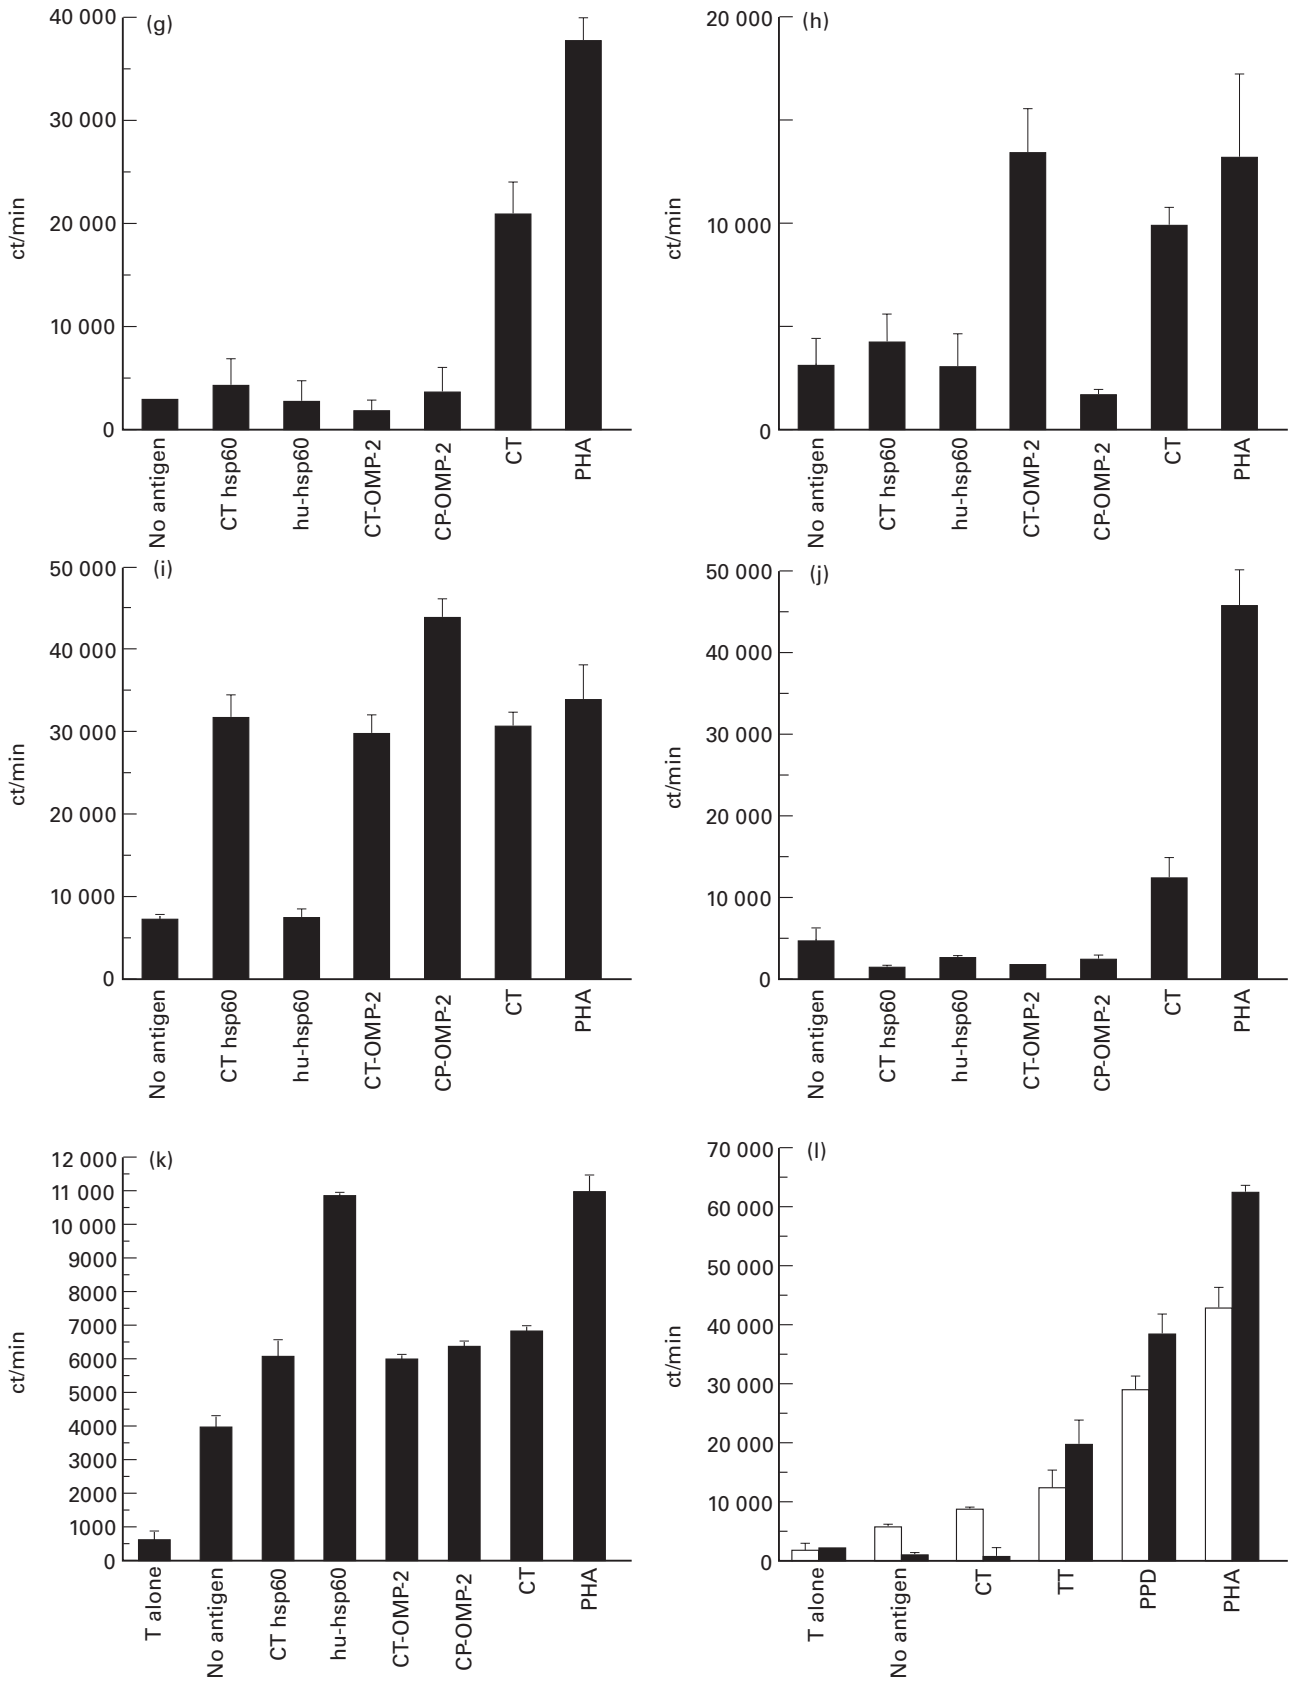 (g)
40 000
30 000
20 000
10 000
0
ct/min
No antigen
CT hsp60
hu-hsp60
CT-OMP-2
CP-OMP-2
CT
PHA
(h)
20 000
10 000
0
ct/min
No antigen
CT hsp60
hu-hsp60
CT-OMP-2
CP-OMP-2
CT
PHA
(i)
50 000
40 000
30 000
20 000
10 000
0
ct/min
No antigen
CT hsp60
hu-hsp60
CT-OMP-2
CP-OMP-2
CT
PHA
(j)
50 000
40 000
30 000
20 000
10 000
0
ct/min
No antigen
CT hsp60
hu-hsp60
CT-OMP-2
CP-OMP-2
CT
PHA
(k)
12 000
11 000
10 000
9000
8000
7000
6000
5000
4000
3000
2000
1000
0
ct/min
T alone
No antigen
CT hsp60
hu-hsp60
CT-OMP-2
CP-OMP-2
CT
PHA
(l)
70 000
60 000
50 000
40 000
30 000
20 000
10 000
0
ct/min
T alone
No antigen
CT
TT
PPD
PHA